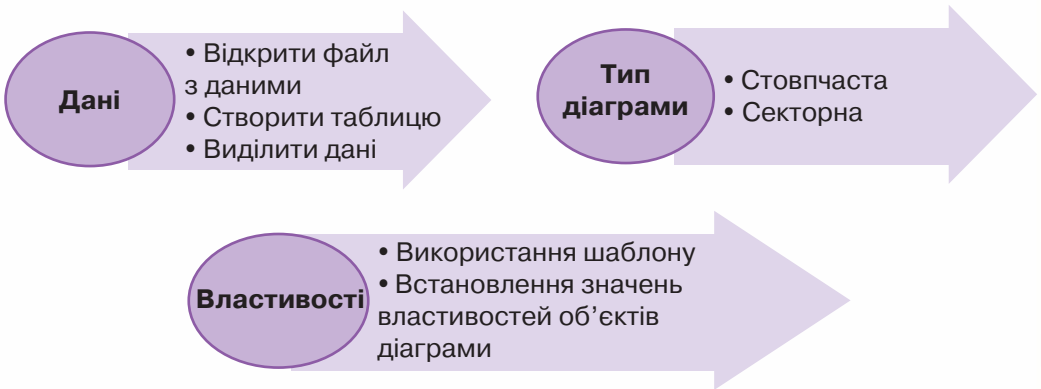 Дані
• Відкрити файл
з даними
• Створити таблицю
• Виділити дані
Тип
діаграми
• Стовпчаста
• Секторна
Властивості
• Використання шаблону
• Встановлення значень
властивостей об’єктів
діаграми